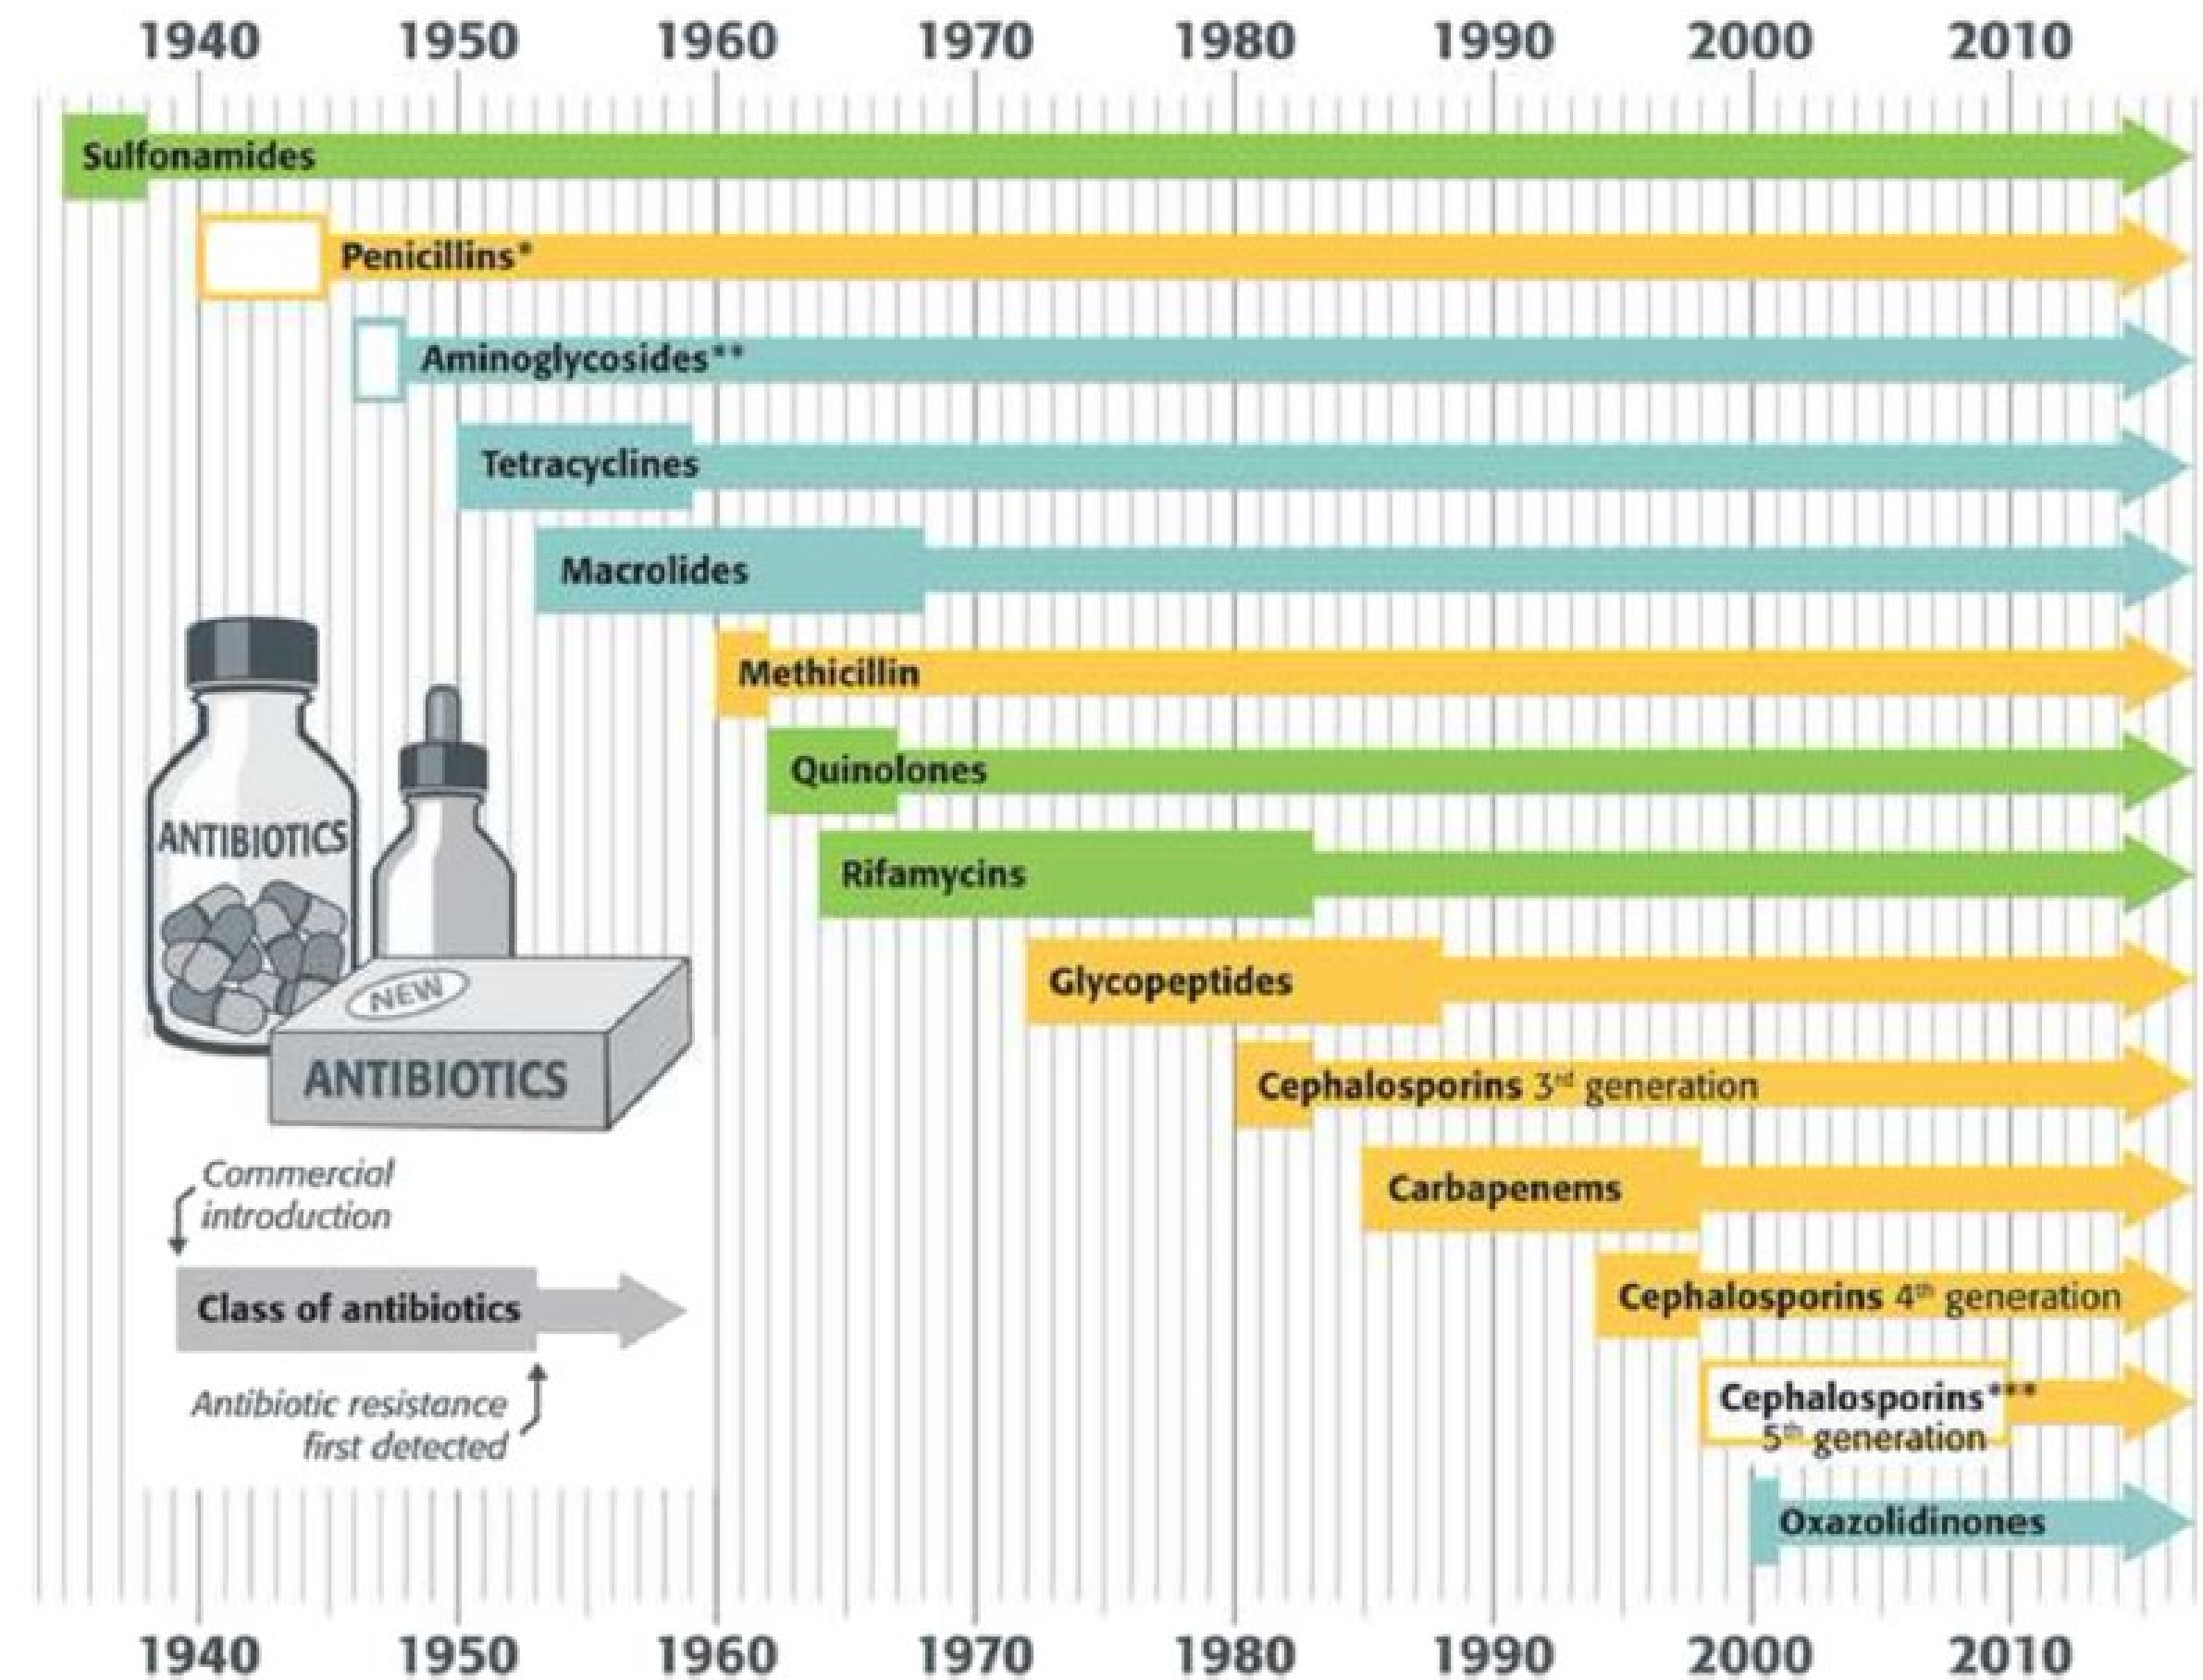 1940 1950 1960 1970 1980 1990 2000 2010
Sulfonamides
Penicillins*
Aminoglycosides**
Tetracyclines
Macrolides
Methicillin
Quinolones
ANTIBIOTICS
Rifamycins
Glycopeptides
NEW
ANTIBIOTICS
Cephalosporins 3rd generation
Commercial
introduction
Carbapenems
Class of antibiotics
Cephalosporins 4th generation
Antibiotic resistance
first detected
Cephalosporins***
5th generation
Oxazolidinones
1940 1950 1960 1970 1980 1990 2000 2010